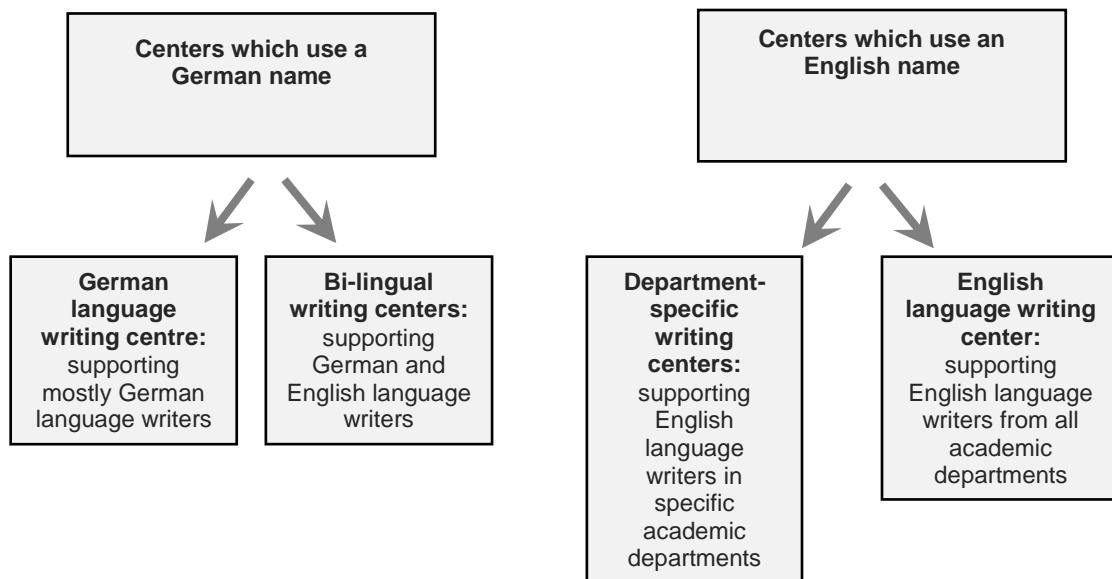 Centers which use a
German name
Centers which use an
English name
German
language
writing centre:
supporting
mostly German
language writers
Bi-lingual
writing centers:
supporting
German and
English language
writers
Department-
specific
writing
centers:
supporting
English
language
writers in
specific
academic
departments
English
language writing
center:
supporting
English language
writers from all
academic
departments